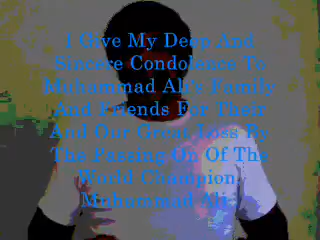 I Give My Deep And
Sincere Condolence To
Muhammad Ali's Family
And Friends For Their
And Our Great Loss By
The Passing On Of The
World Champion,
Muhummad Ali.